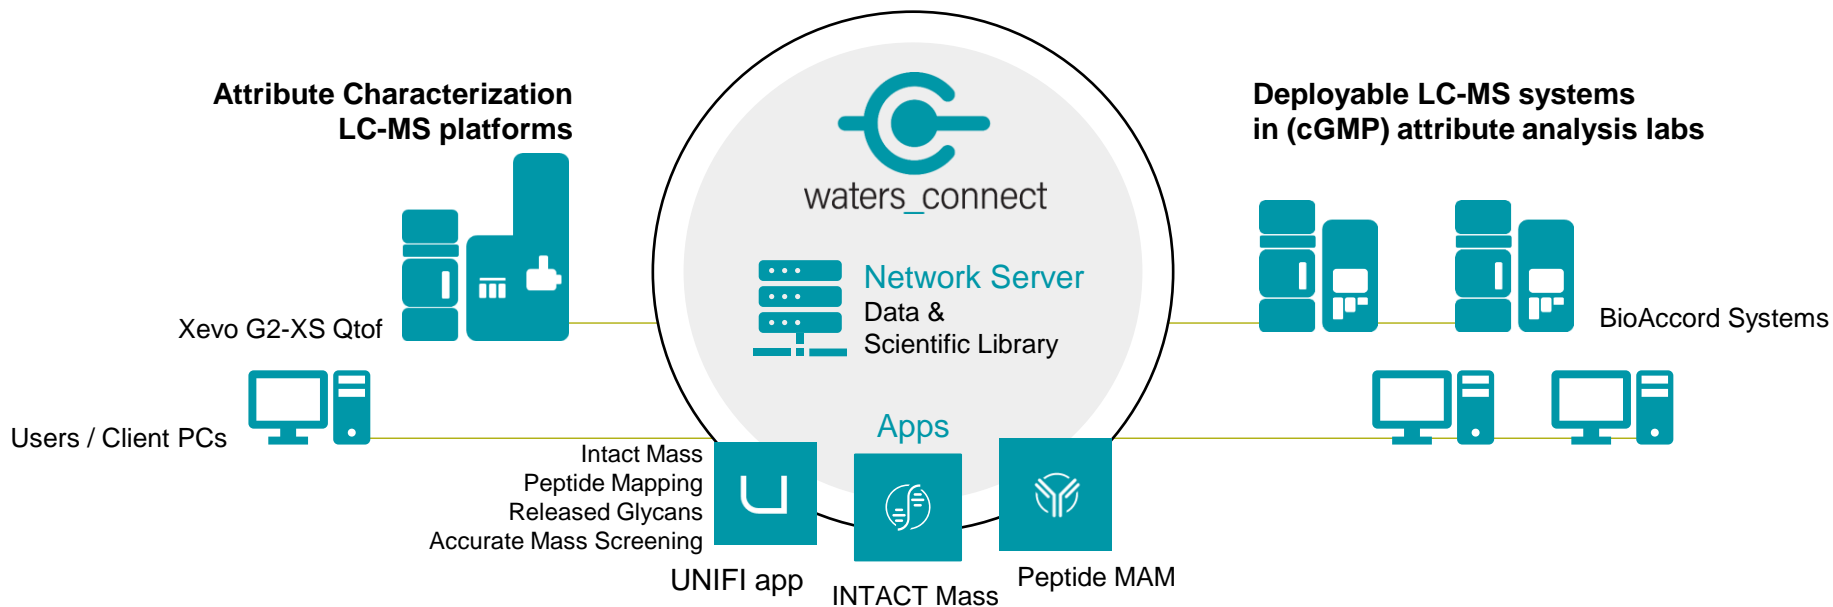 Attribute Characterization
LC-MS platforms
Xevo G2-XS Qtof
Users / Client PCs
waters_connect
Network Server
Data &
Scientific Library
Apps
Intact Mass
Peptide Mapping
Released Glycans
Accurate Mass Screening
UNIFI app
INTACT Mass
Peptide MAM
Deployable LC-MS systems
in (cGMP) attribute analysis labs
BioAccord Systems